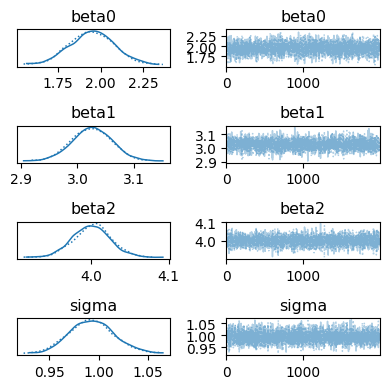 beta0 beta0
2.25
2.00
1.75
1.75 2.00 2.25 0 1000
beta1 beta1
3.1
3.0
2.9
2.9 3.0 3.1 0 1000
beta2 beta2
4.1
4.0
4.0 4.1 0 1000
sigma sigma
1.05
1.00
0.95
0.95 1.00 1.05 0 1000